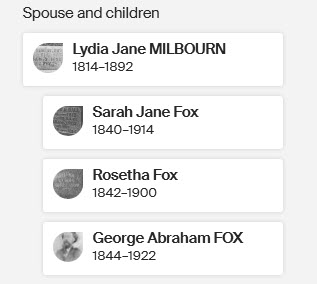 Spouse and children
Lydia Jane MILBOURN
1814–1892
Sarah Jane Fox
1840–1914
Rosetha Fox
1842–1900
George Abraham FOX
1844–1922